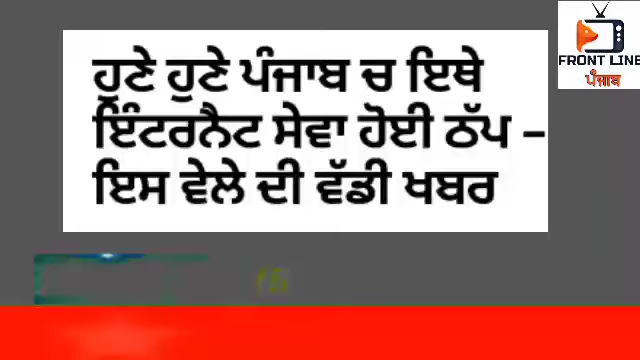 ਹੁਣੇ ਹੁਣੇ ਪੰਜਾਬ ਚ ਇਥੇ
ਇੰਟਰਨੈਟ ਸੇਵਾ ਹੋਈ ਠੱਪ –
ਇਸ ਵੇਲੇ ਦੀ ਵੱਡੀ ਖਬਰ
FRONT LINE
ਪੰਜਾਬ